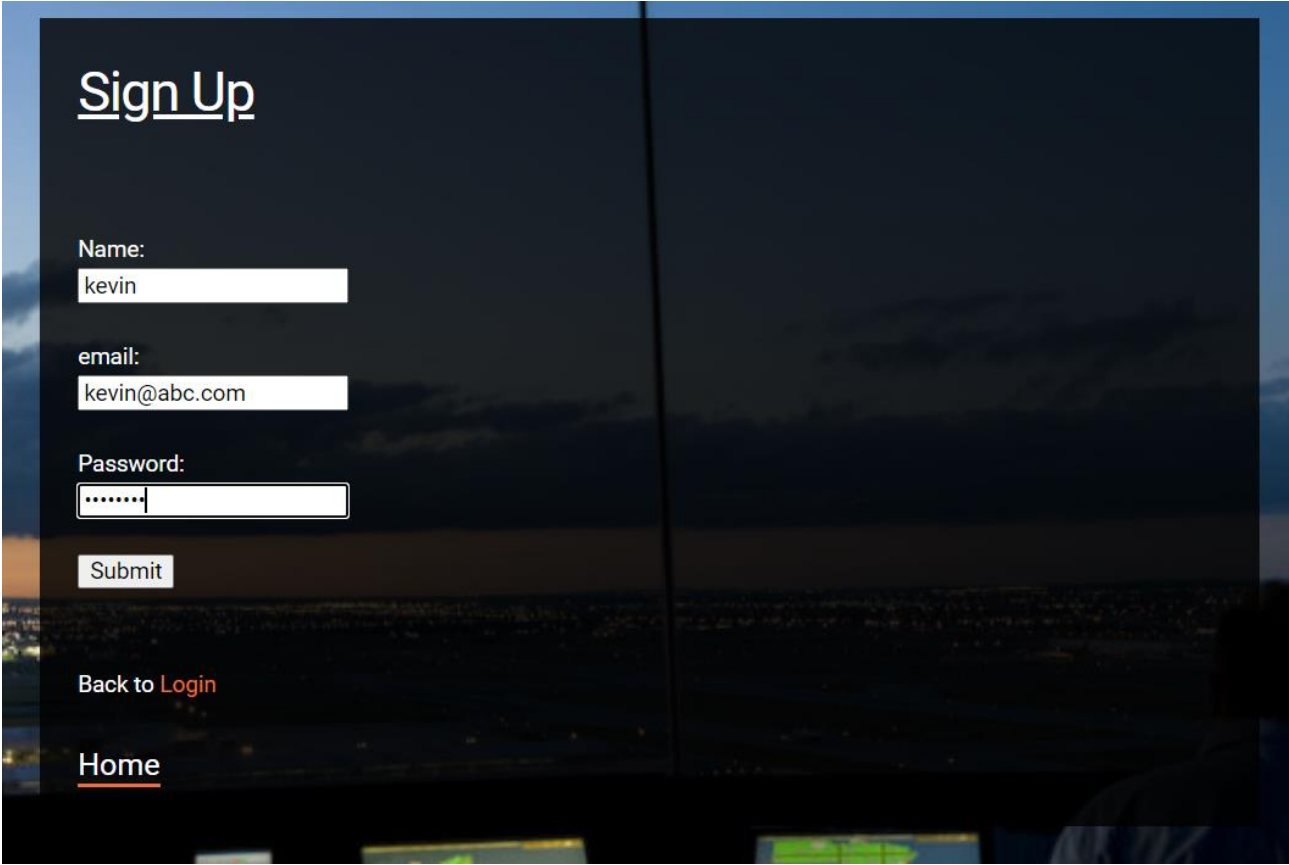 Sign Up
Name:
kevin
email:
kevin@abc.com
Password:
••••••••
Submit
Back to Login
Home